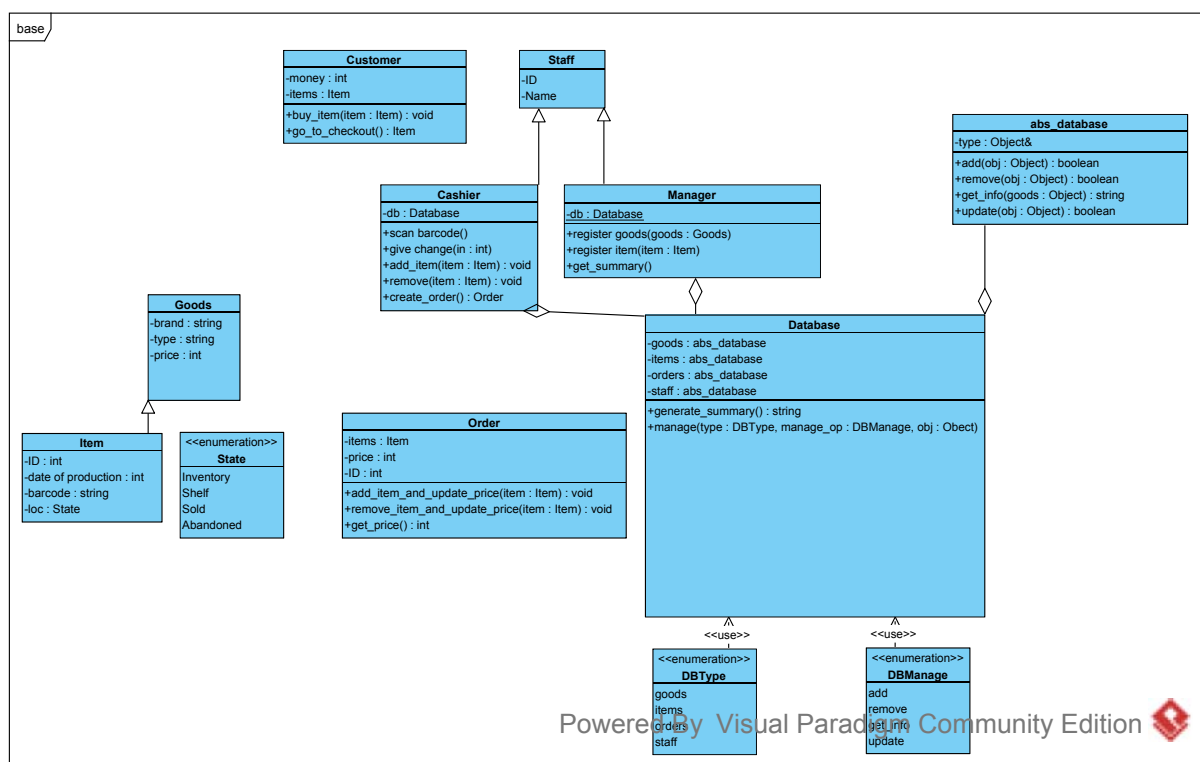 base
Customer
-money : int
-items : Item
+buy_item(item : Item) : void
+go_to_checkout() : Item
Staff
-ID
-Name
abs_database
-type : Object&
+add(obj : Object) : boolean
+remove(obj : Object) : boolean
+get_info(goods : Object) : string
+update(obj : Object) : boolean
Cashier
-db : Database
+scan barcode()
+give change(in : int)
+add_item(item : Item) : void
+remove(item : Item) : void
+create_order() : Order
Manager
-db : Database
+register goods(goods : Goods)
+register item(item : Item)
+get_summary()
Goods
-brand : string
-type : string
-price : int
Database
-goods : abs_database
-items : abs_database
-orders : abs_database
-staff : abs_database
+generate_summary() : string
+manage(type : DBType, manage_op : DBManage, obj : Obect)
Item
-ID : int
-date of production : int
-barcode : string
-loc : State
<<enumeration>>
State
Inventory
Shelf
Sold
Abandoned
Order
-items : Item
-price : int
-ID : int
+add_item_and_update_price(item : Item) : void
+remove_item_and_update_price(item : Item) : void
+get_price() : int
<<use>>
<<use>>
<<enumeration>>
DBType
goods
items
orders
staff
<<enumeration>>
DBManage
add
remove
get_info
update
Powered By Visual Paradigm Community Edition